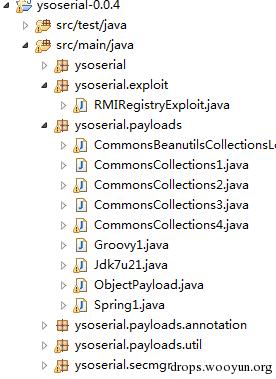 ysoserial-0.0.4
src/test/java
src/main/java
ysoserial
ysoserial.exploit
RMIRegistryExploit.java
ysoserial.payloads
CommonsBeanutilsCollectionsLo
CommonsCollections1.java
CommonsCollections2.java
CommonsCollections3.java
CommonsCollections4.java
Groovy1.java
Jdk7u21.java
ObjectPayload.java
Spring1.java
ysoserial.payloads.annotation
ysoserial.payloads.util
ysoserial.secmgr
drops.wooyun.org